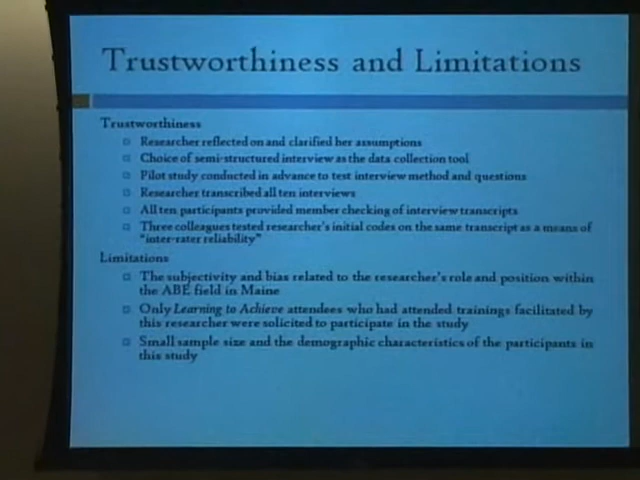 Trustworthiness and Limitations
Trustworthiness
Researcher reflected on and clarified her assumptions
Choice of semi-structured interview as the data collection tool
Pilot study conducted in advance to test interview method and questions
Researcher transcribed all ten interviews
All ten participants provided member checking of interview transcripts
Three colleagues tested researcher's initial codes on the same transcript as a means of
"inter-rater reliability"
Limitations
The subjectivity and bias related to the researcher's role and position within
the ABE field in Maine
Only Learning to Achieve attendees who had attended trainings facilitated by
this researcher were solicited to participate in the study
Small sample size and the demographic characteristics of the participants in
this study